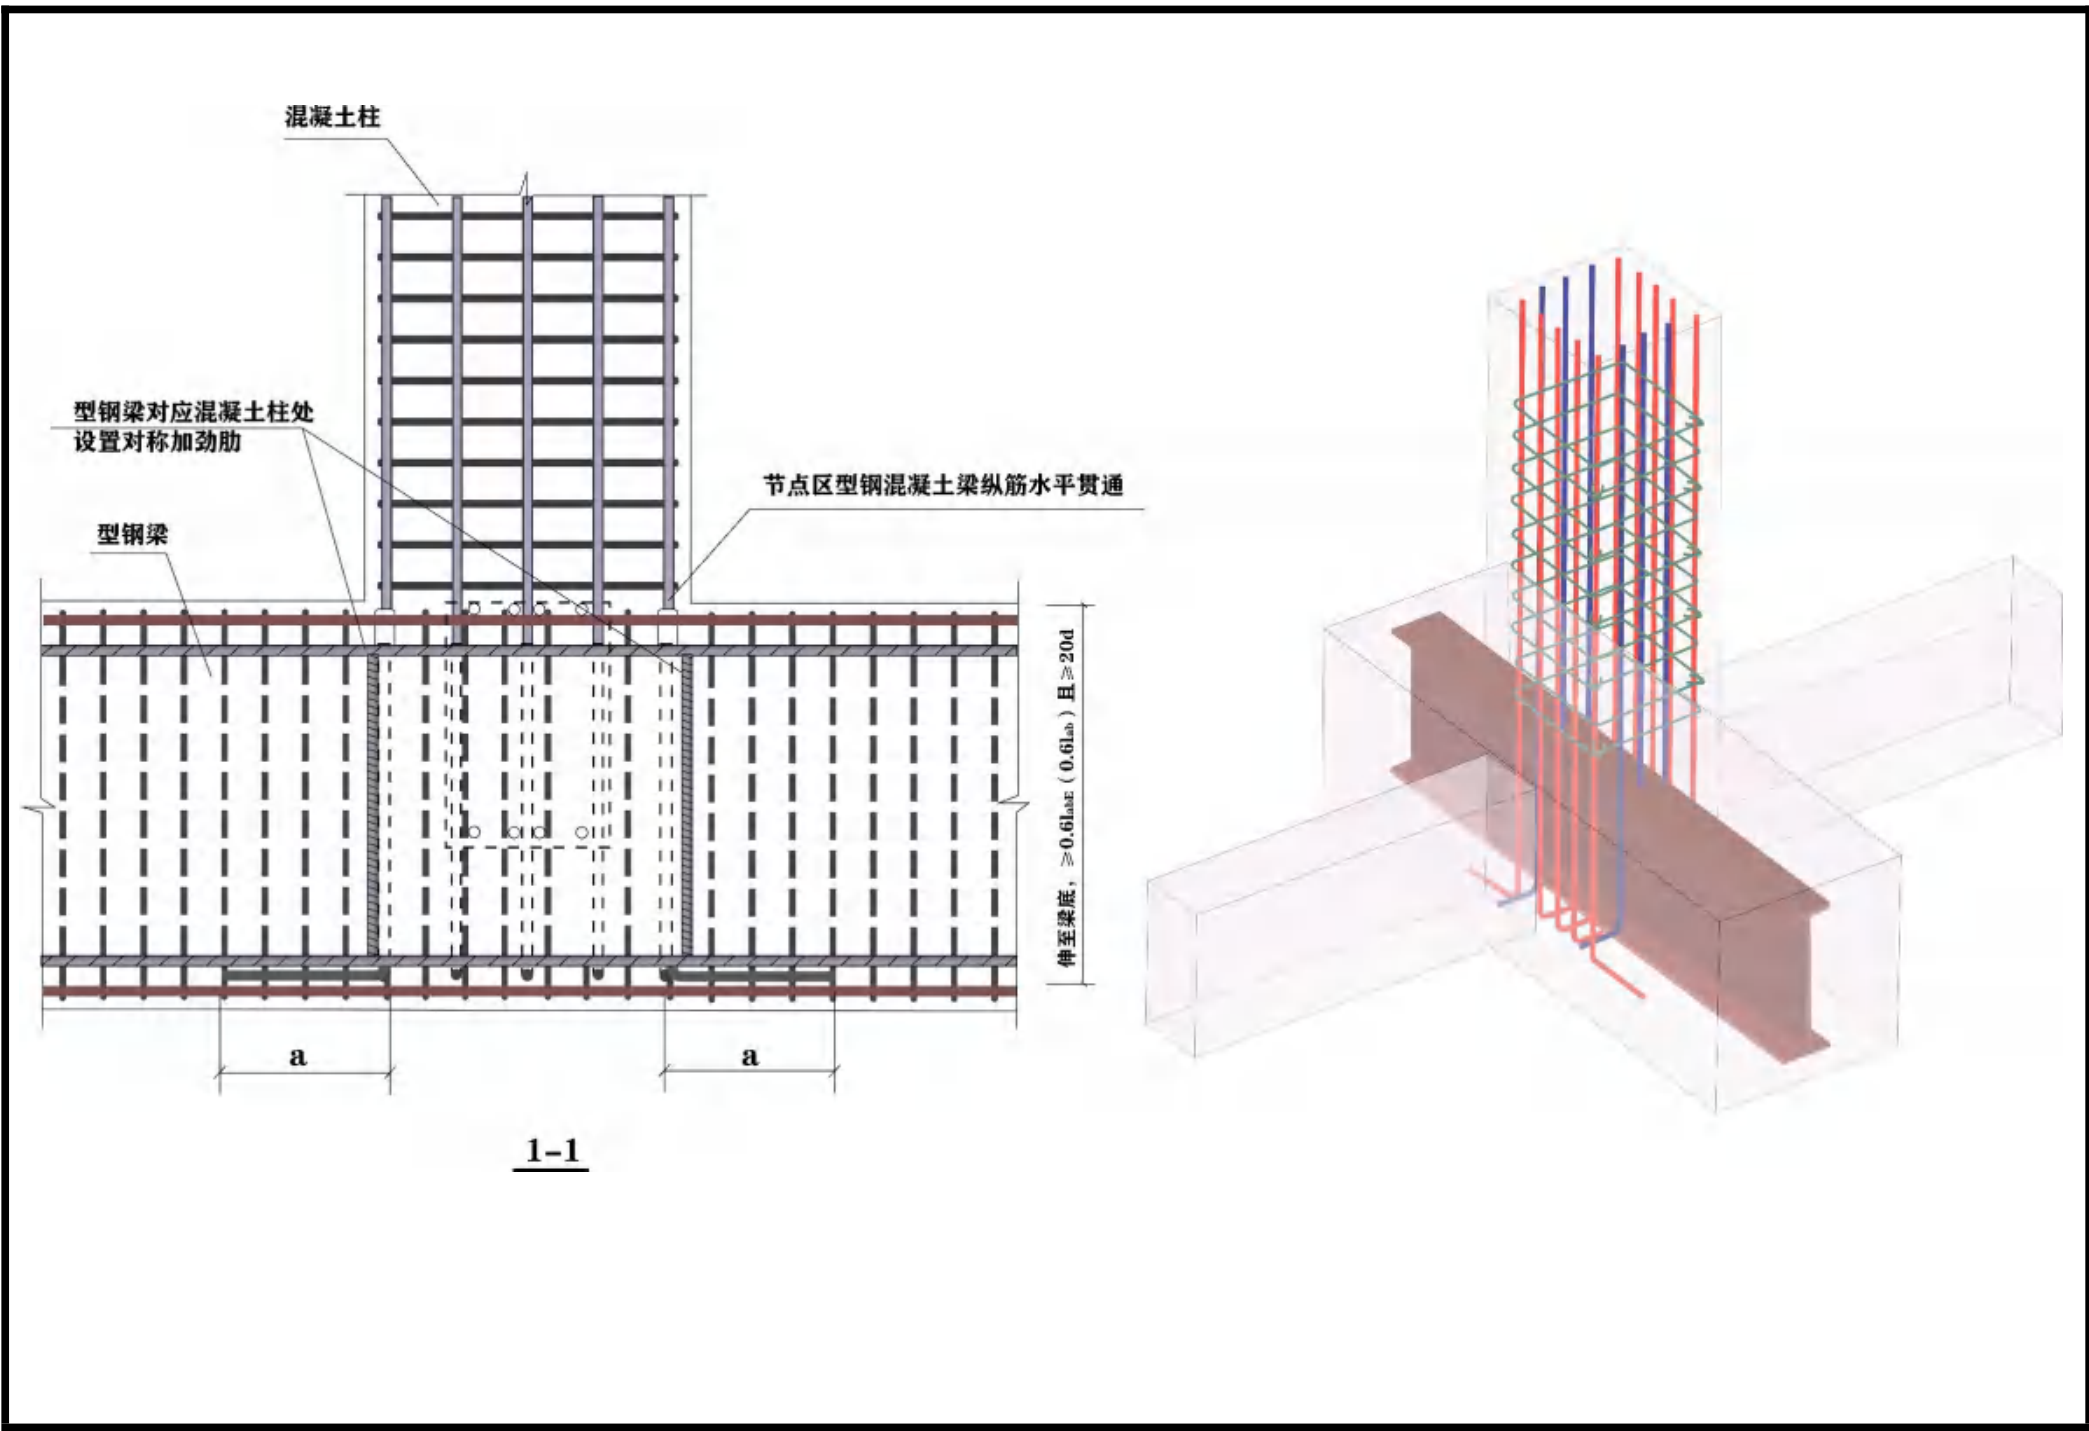 混凝土柱
型钢梁对应混凝土柱处
设置对称加劲肋
节点区型钢混凝土梁纵筋水平贯通
型钢梁
伸至梁底，≥0.6labE（0.6lab）且≥20d
a
a
1-1